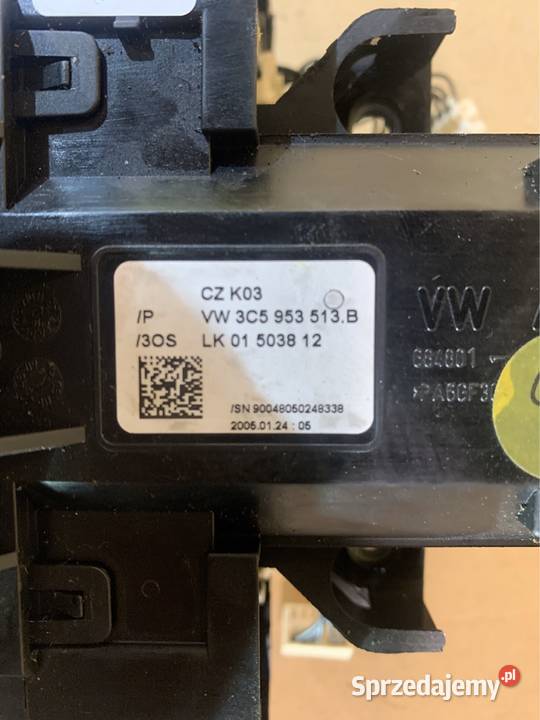 CZ K03
/P VW 3C5 953 513.B
/3OS LK 01 5038 12
/SN 90048050248338
2005.01.24 : 05
VW
Sprzedajemy.pl